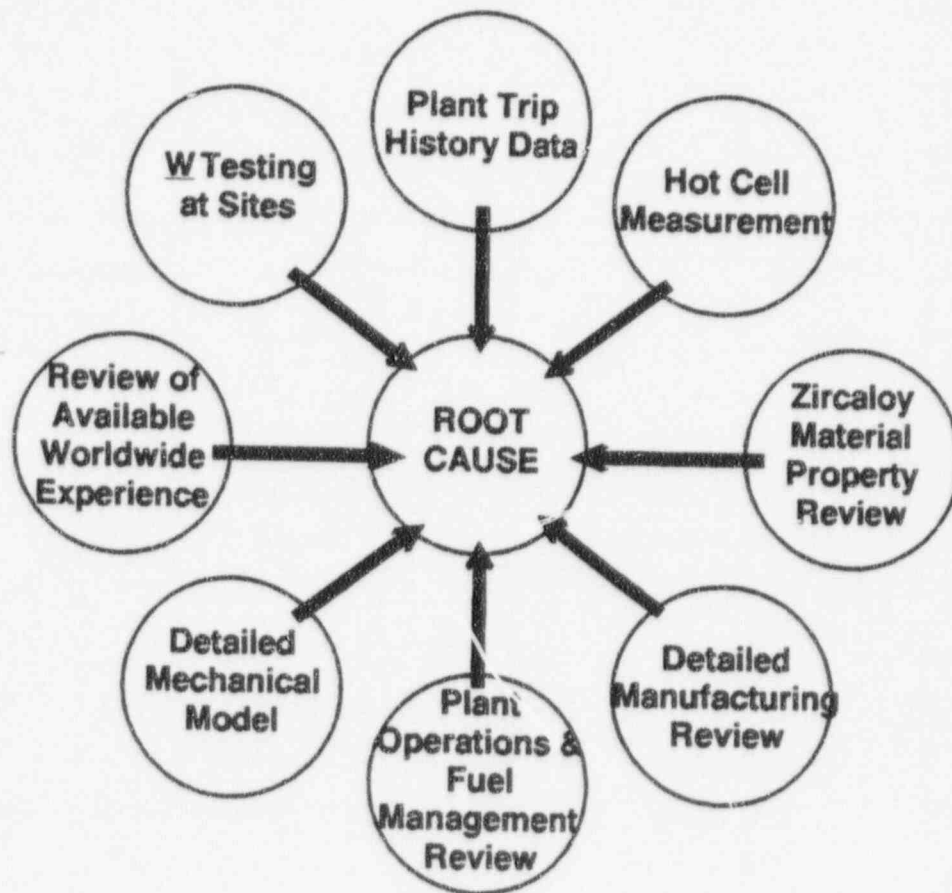 Plant Trip
History Data
W Testing
at Sites
Hot Cell
Measurement
Review of
Available
Worldwide
Experience
ROOT
CAUSE
Zircaloy
Material
Property
Review
Detailed
Mechanical
Model
Plant
Operations &
Fuel
Management
Review
Detailed
Manufacturing
Review